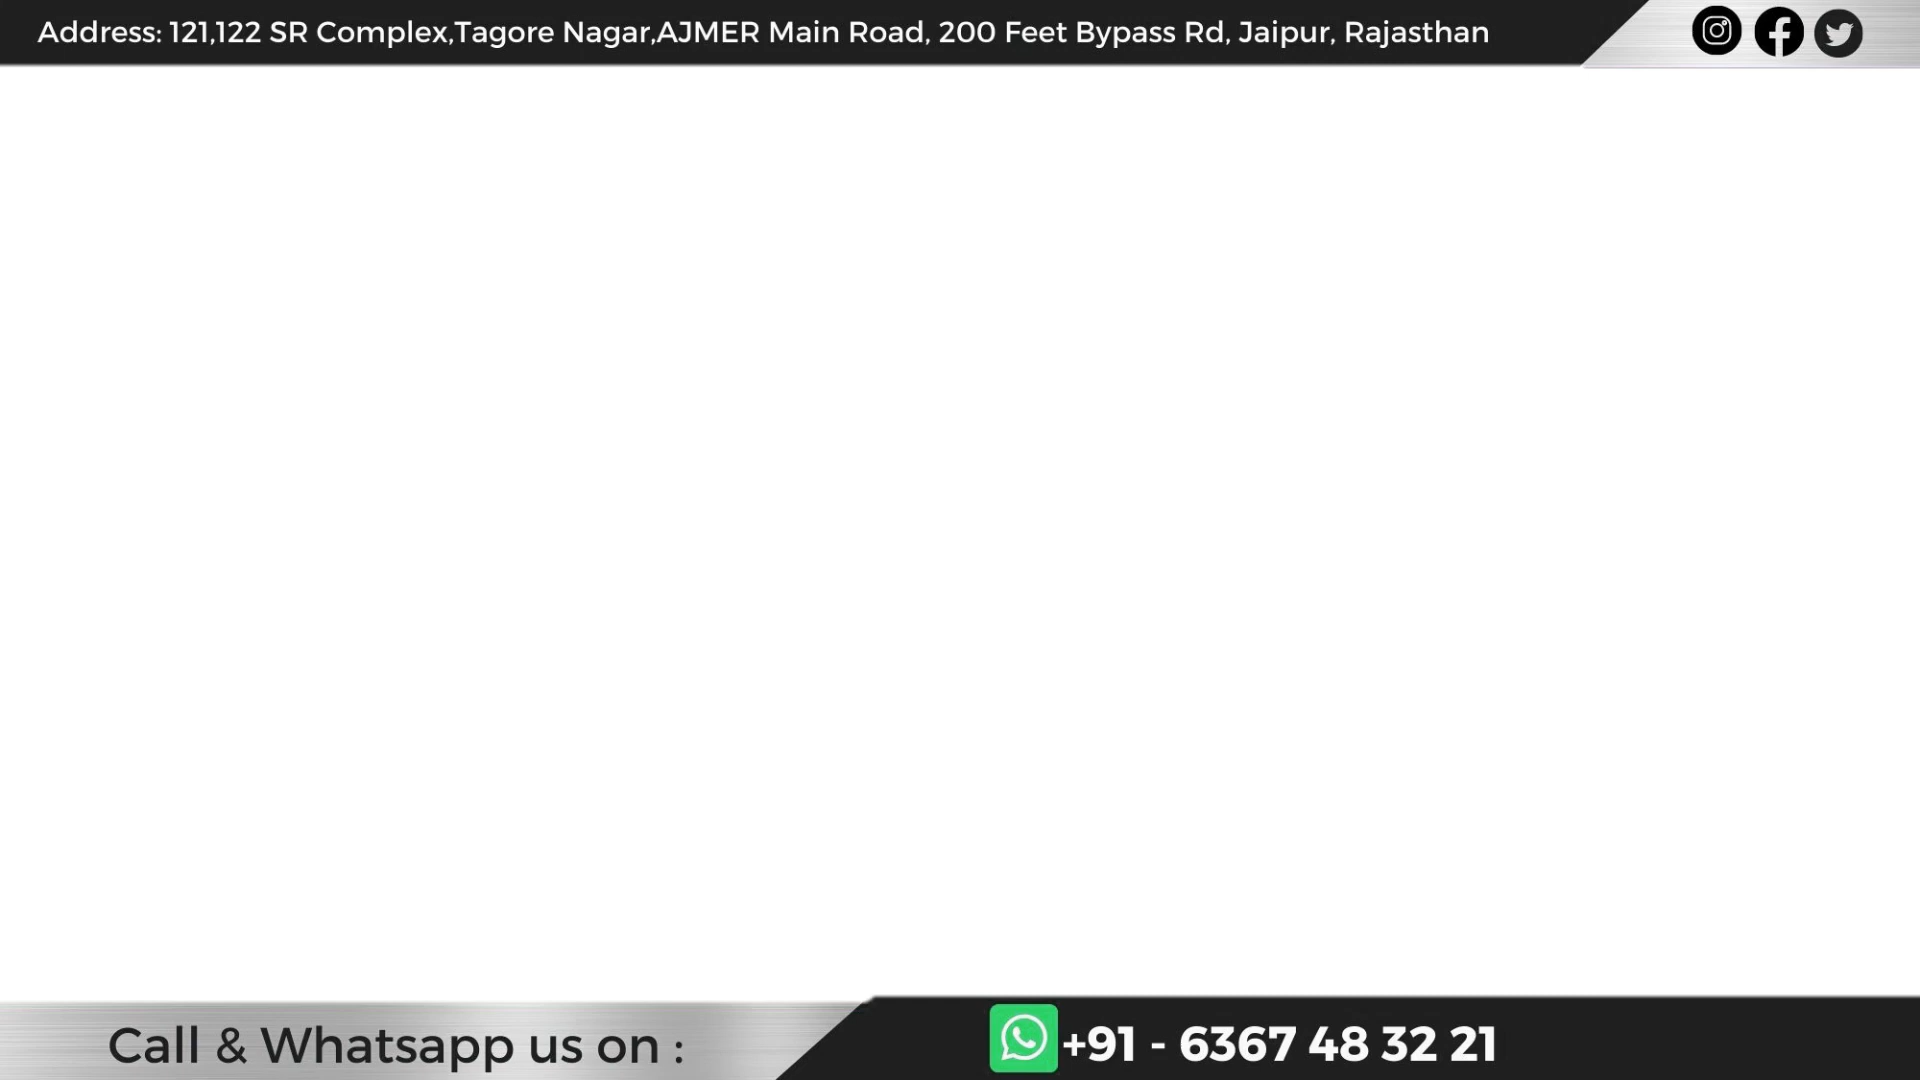 Address: 121,122 SR Complex,Tagore Nagar,AJMER Main Road, 200 Feet Bypass Rd, Jaipur, Rajasthan
Call & Whatsapp us on :
+91 - 6367 48 32 21